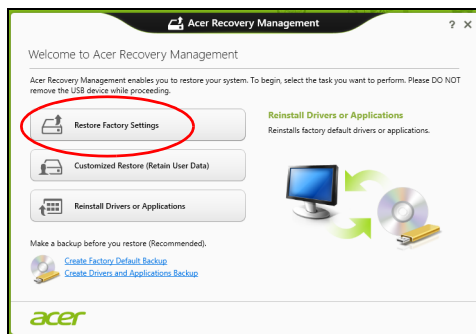 Acer Recovery Management
? X
Welcome to Acer Recovery Management
Acer Recovery Management enables you to restore your system. To begin, select the task you want to perform. Please DO NOT
remove the USB device while proceeding.
Restore Factory Settings
Customized Restore (Retain User Data)
Reinstall Drivers or Applications
Reinstall Drivers or Applications
Reinstalls factory default drivers or applications.
Make a backup before you restore (Recommended).
Create Factory Default Backup
Create Drivers and Applications Backup
acer